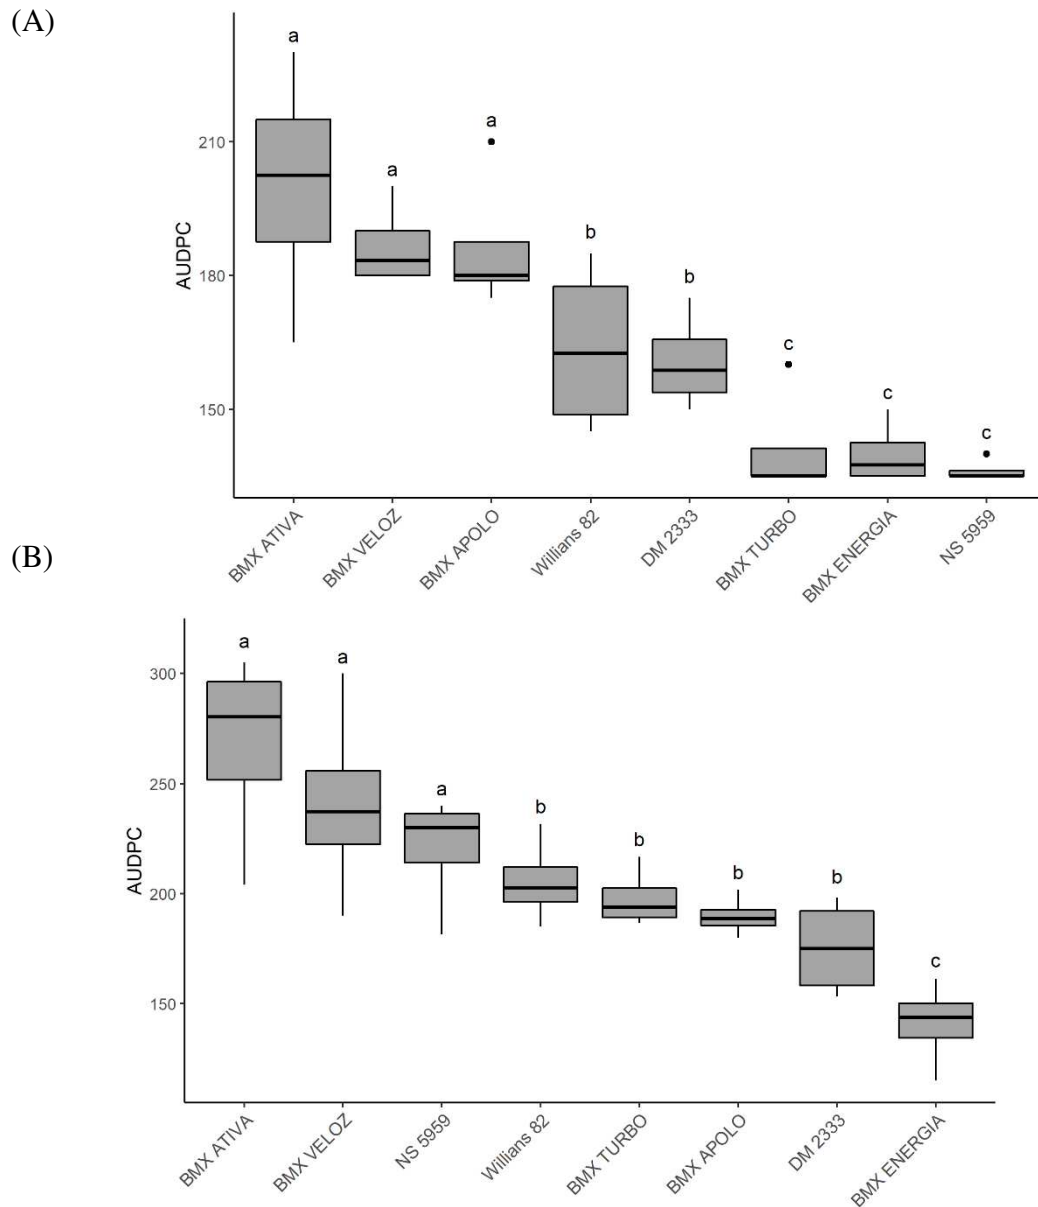 (A)
a
a
a
b
b
c
c
c
210
180
150
AUDPC
BMX ATIVA
BMX VELOZ
BMX APOLO
Willians 82
DM 2333
BMX TURBO
BMX ENERGIA
NS 5959
(B)
a
a
a
b
b
b
b
c
300
250
200
150
AUDPC
BMX ATIVA
BMX VELOZ
NS 5959
Willians 82
BMX TURBO
BMX APOLO
DM 2333
BMX ENERGIA